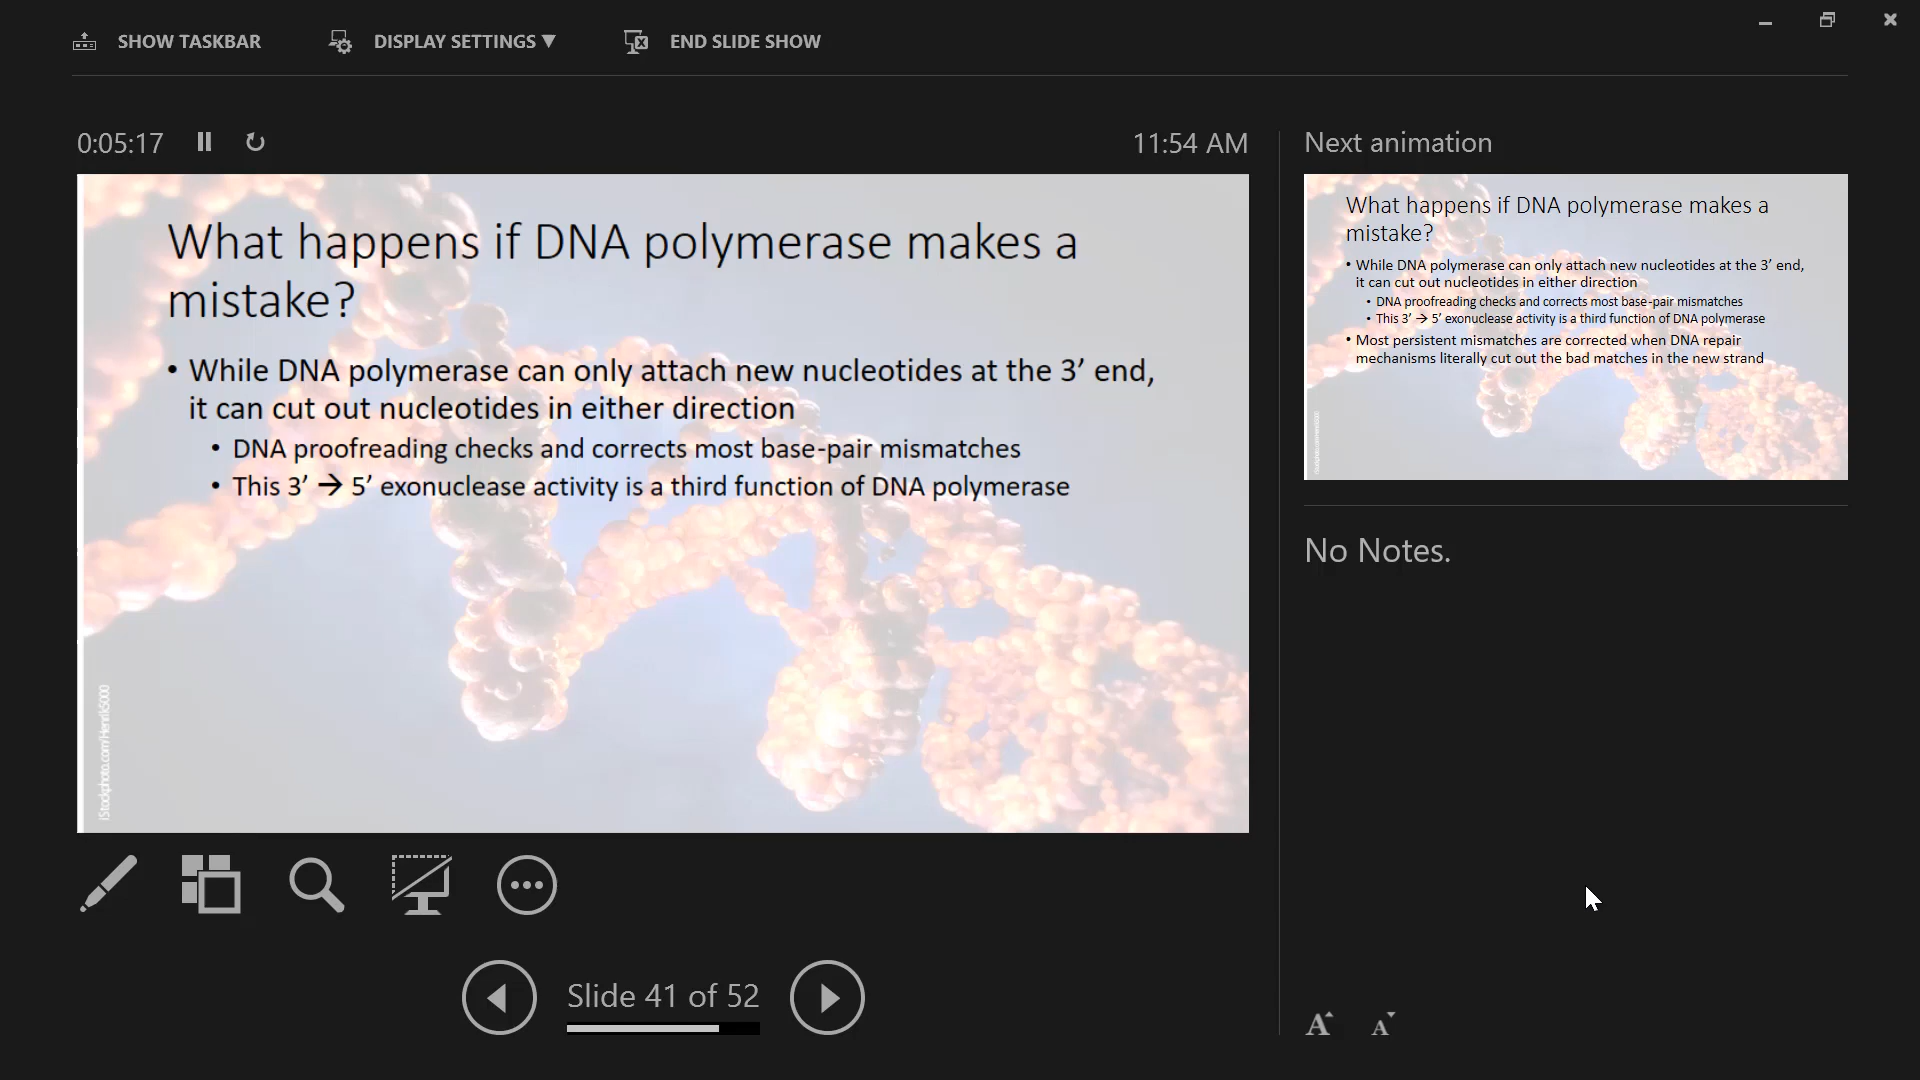 SHOW TASKBAR
DISPLAY SETTINGS ▼
END SLIDE SHOW
0:05:17
11:54 AM
What happens if DNA polymerase makes a
mistake?
• While DNA polymerase can only attach new nucleotides at the 3’ end,
it can cut out nucleotides in either direction
• DNA proofreading checks and corrects most base-pair mismatches
• This 3’ → 5’ exonuclease activity is a third function of DNA polymerase
iStockphoto.com/Henrik5000
Slide 41 of 52
Next animation
What happens if DNA polymerase makes a
mistake?
• While DNA polymerase can only attach new nucleotides at the 3’ end,
it can cut out nucleotides in either direction
• DNA proofreading checks and corrects most base-pair mismatches
• This 3’ → 5’ exonuclease activity is a third function of DNA polymerase
• Most persistent mismatches are corrected when DNA repair
mechanisms literally cut out the bad matches in the new strand
No Notes.
A A